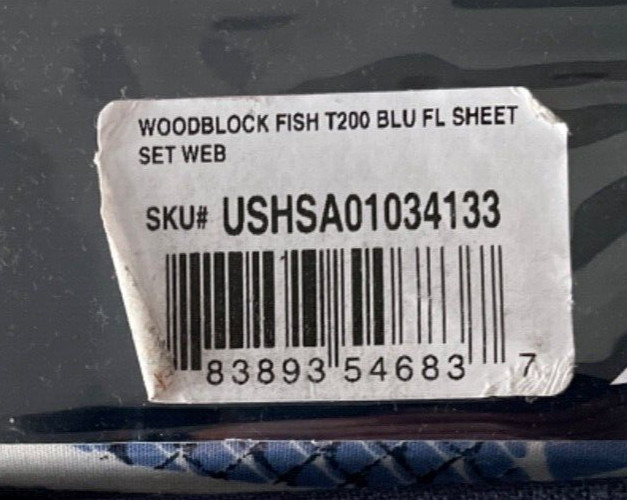 WOODBLOCK FISH T200 BLU FL SHEET
SET WEB
SKU# USHSA01034133
83893 54683 7